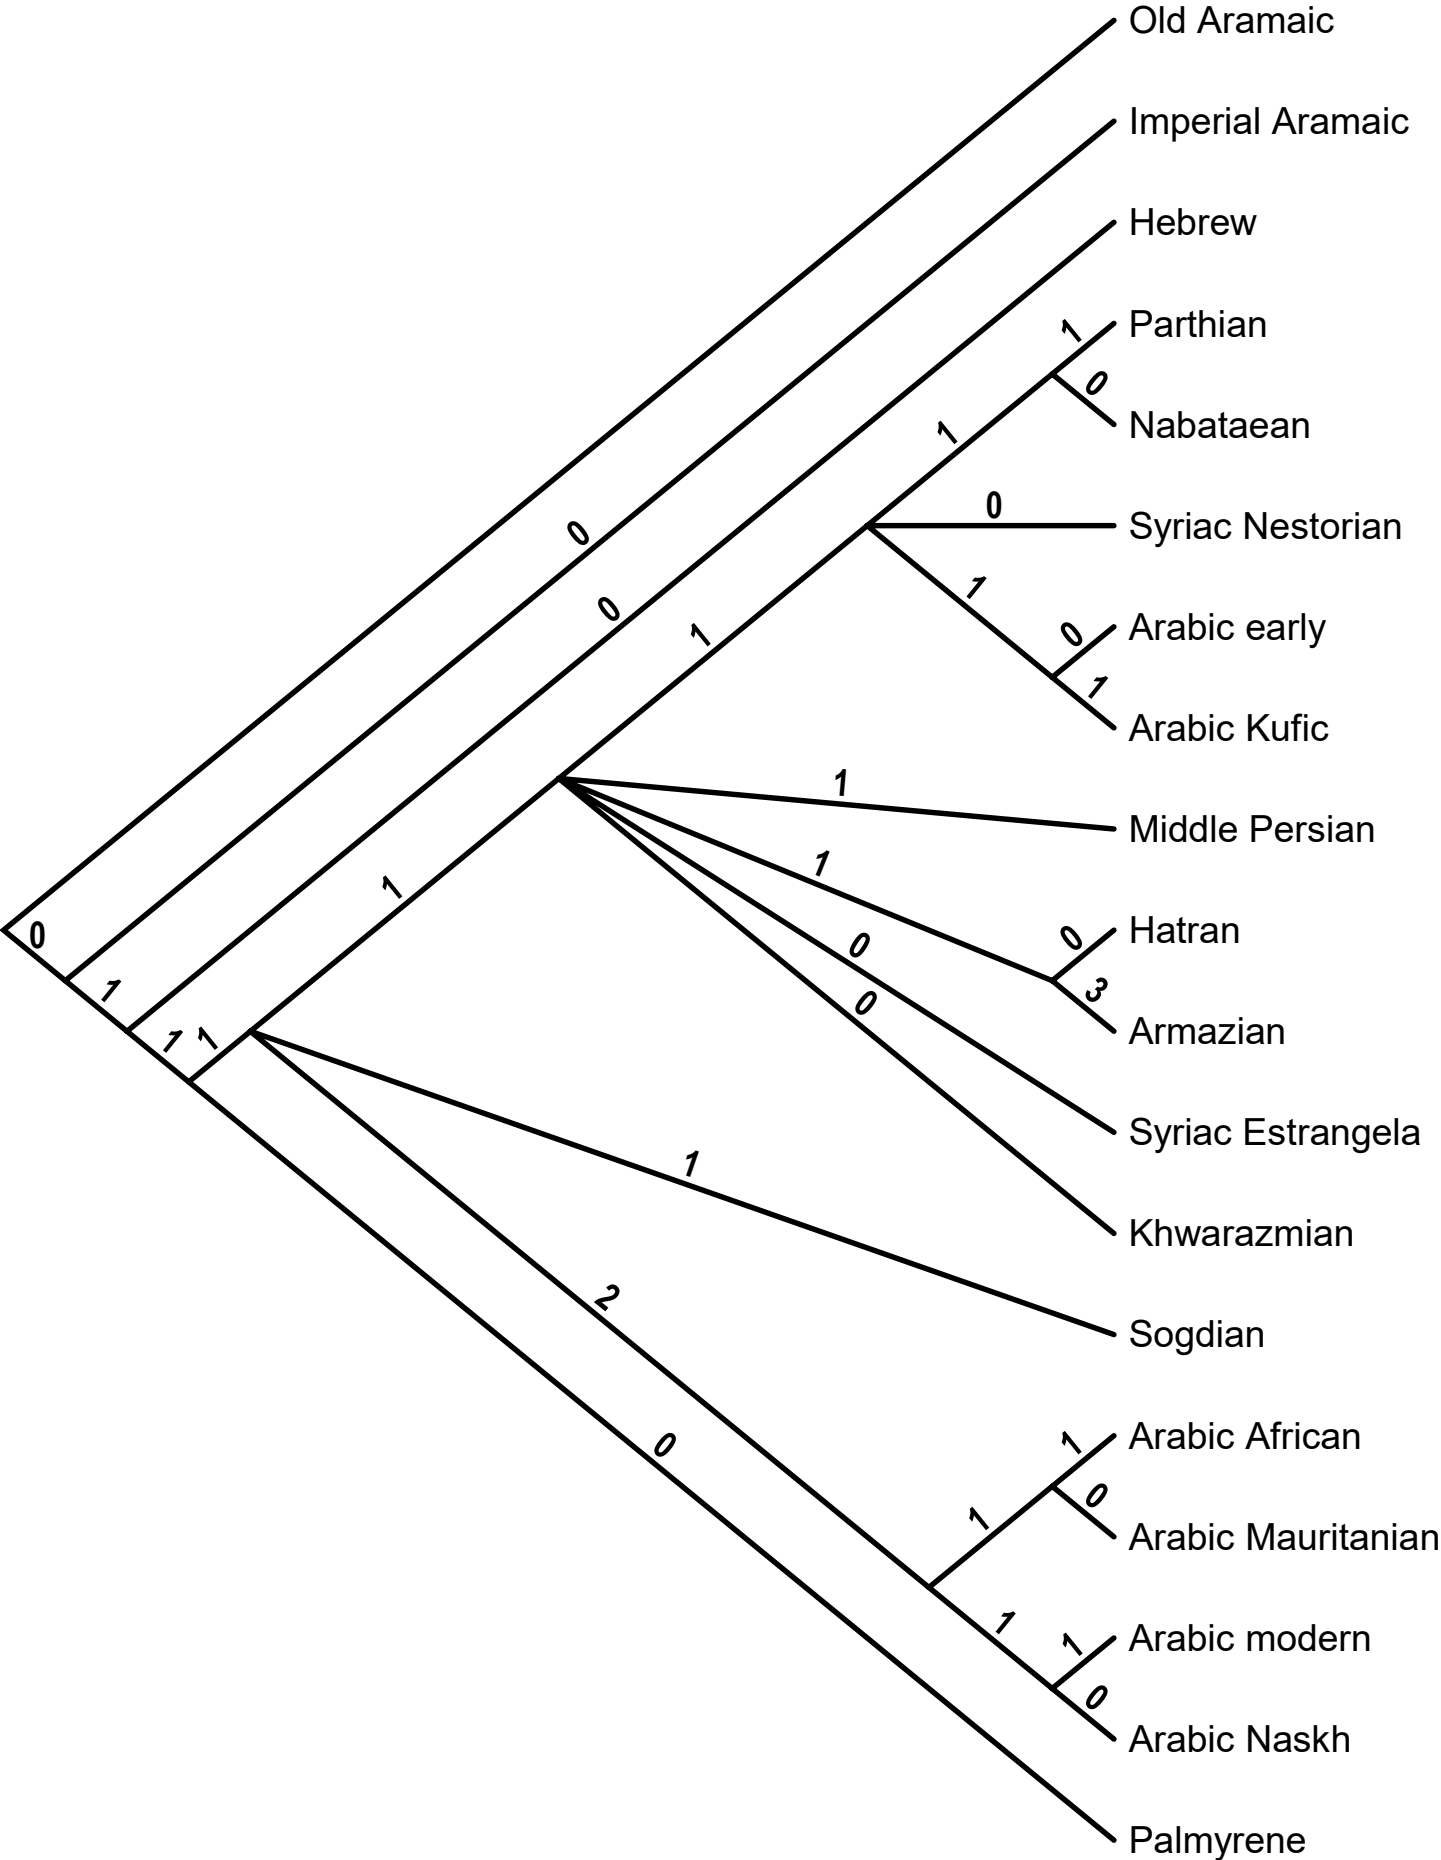 Old Aramaic
Imperial Aramaic
Hebrew
1 Parthian
0 Nabataean
1
0 Syriac Nestorian
0
1
0
0 Arabic early
1
1 Arabic Kufic
1 Middle Persian
1
1
0 Hatran
0
3 Armazian
0
0
1
1
1
Syriac Estrangela
1 Sogdian
Khwarazmian
2
1 Arabic African
0
0 Arabic Mauritanian
1
1
1 Arabic modern
0 Arabic Naskh
Palmyrene